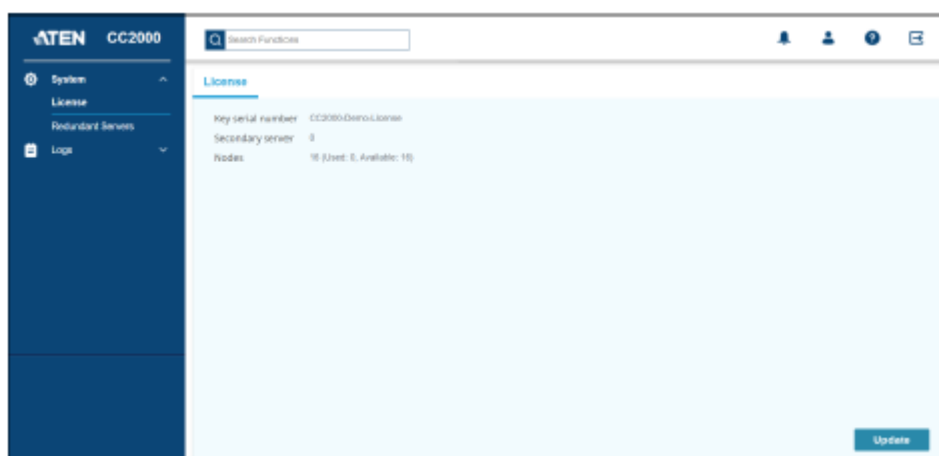 ATEN CC2000
Search Functions
System
License
Redundant Servers
Logs
License
Key serial number CC2000-Demo-License
Secondary server 0
Nodes 16 (Used: 0, Available: 16)
Update